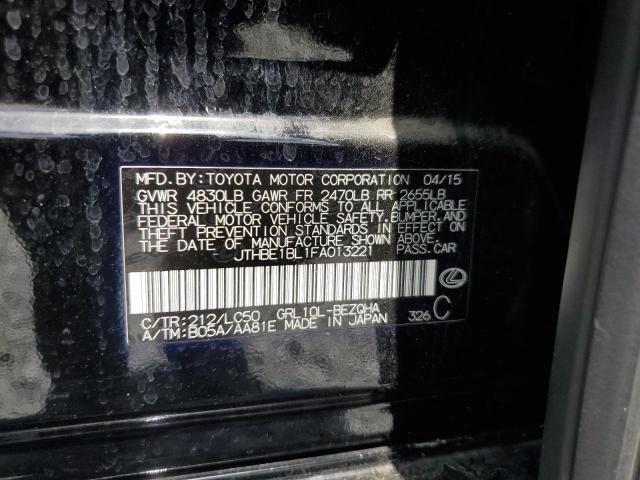 MFD. BY: TOYOTA MOTOR CORPORATION 04/15
GVWR 4830LB GAWR FR 2470LB RR 2655LB
THIS VEHICLE CONFORMS TO ALL APPLICABLE
FEDERAL MOTOR VEHICLE SAFETY, BUMPER, AND
THEFT PREVENTION STANDARDS IN EFFECT ON
THE DATE OF MANUFACTURE SHOWN ABOVE.
JTHBE1BL1FA013221 PASS.CAR
C/TR:212/LC50 GRL10L-BEZQHA
A/TM:B05A/AA81E MADE IN JAPAN 326 C